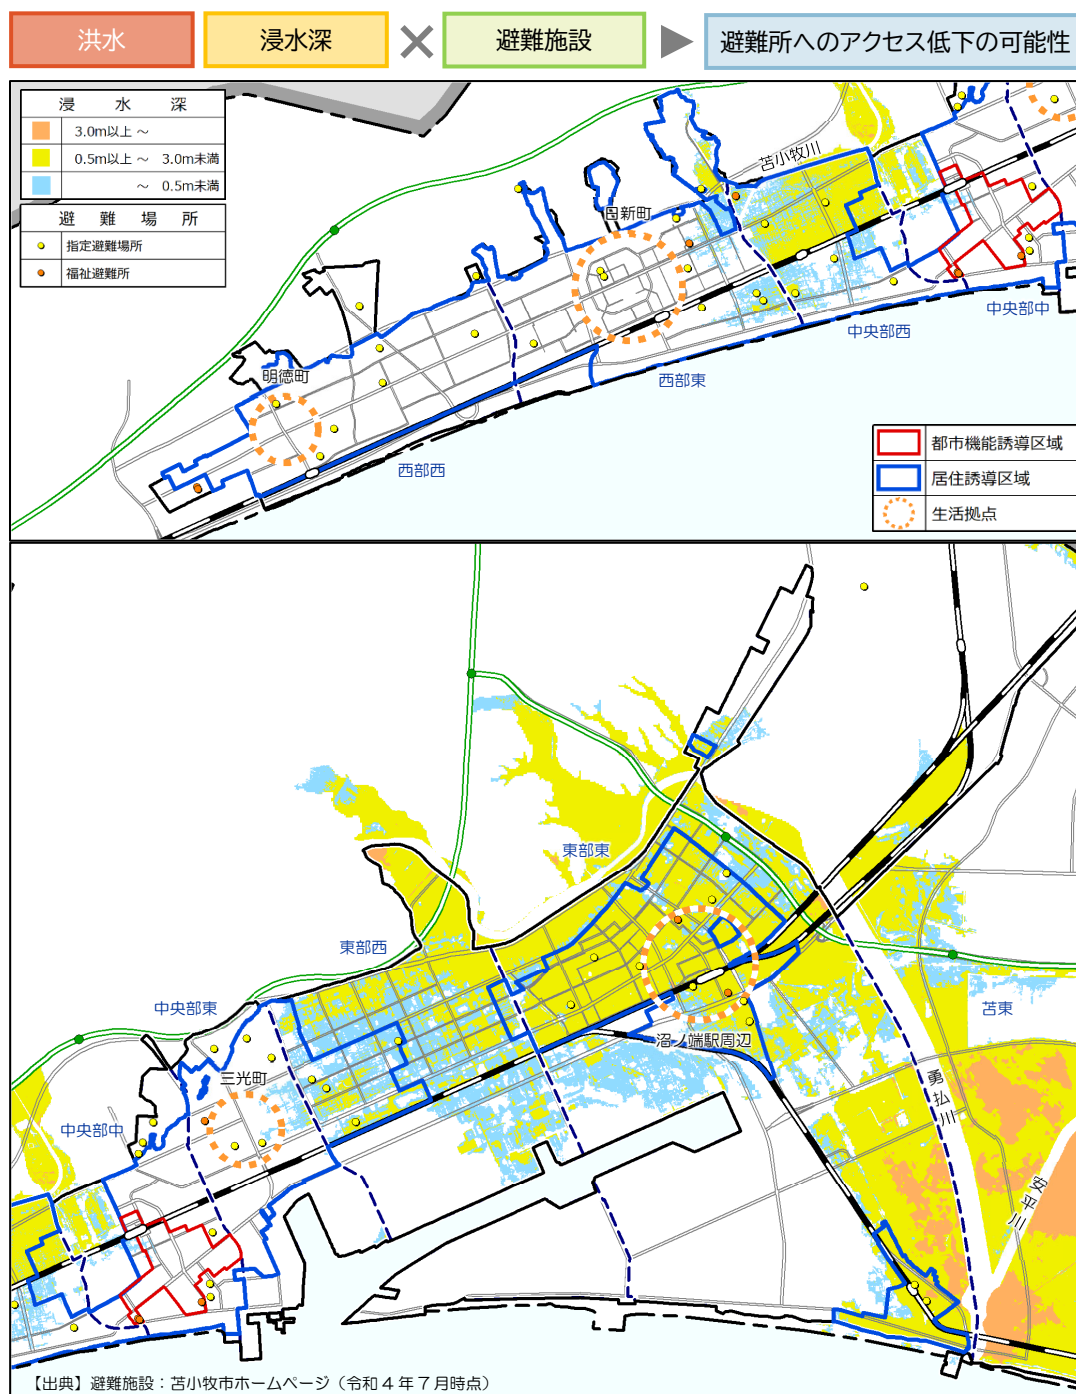 洪水
浸水深
避難施設
避難所へのアクセス低下の可能性
浸水深
3.0m以上 ～
0.5m以上 ～ 3.0m未満
～ 0.5m未満
避難場所
指定避難場所
福祉避難所
苫小牧川
日新町
明徳町
中央部中
中央部西
西部東
西部西
都市機能誘導区域
居住誘導区域
生活拠点
東部東
東部西
中央部東
苫東
沼ノ端駅周辺
三光町
勇払川
中央部中
安平川
【出典】避難施設：苫小牧市ホームページ（令和４年７月時点）